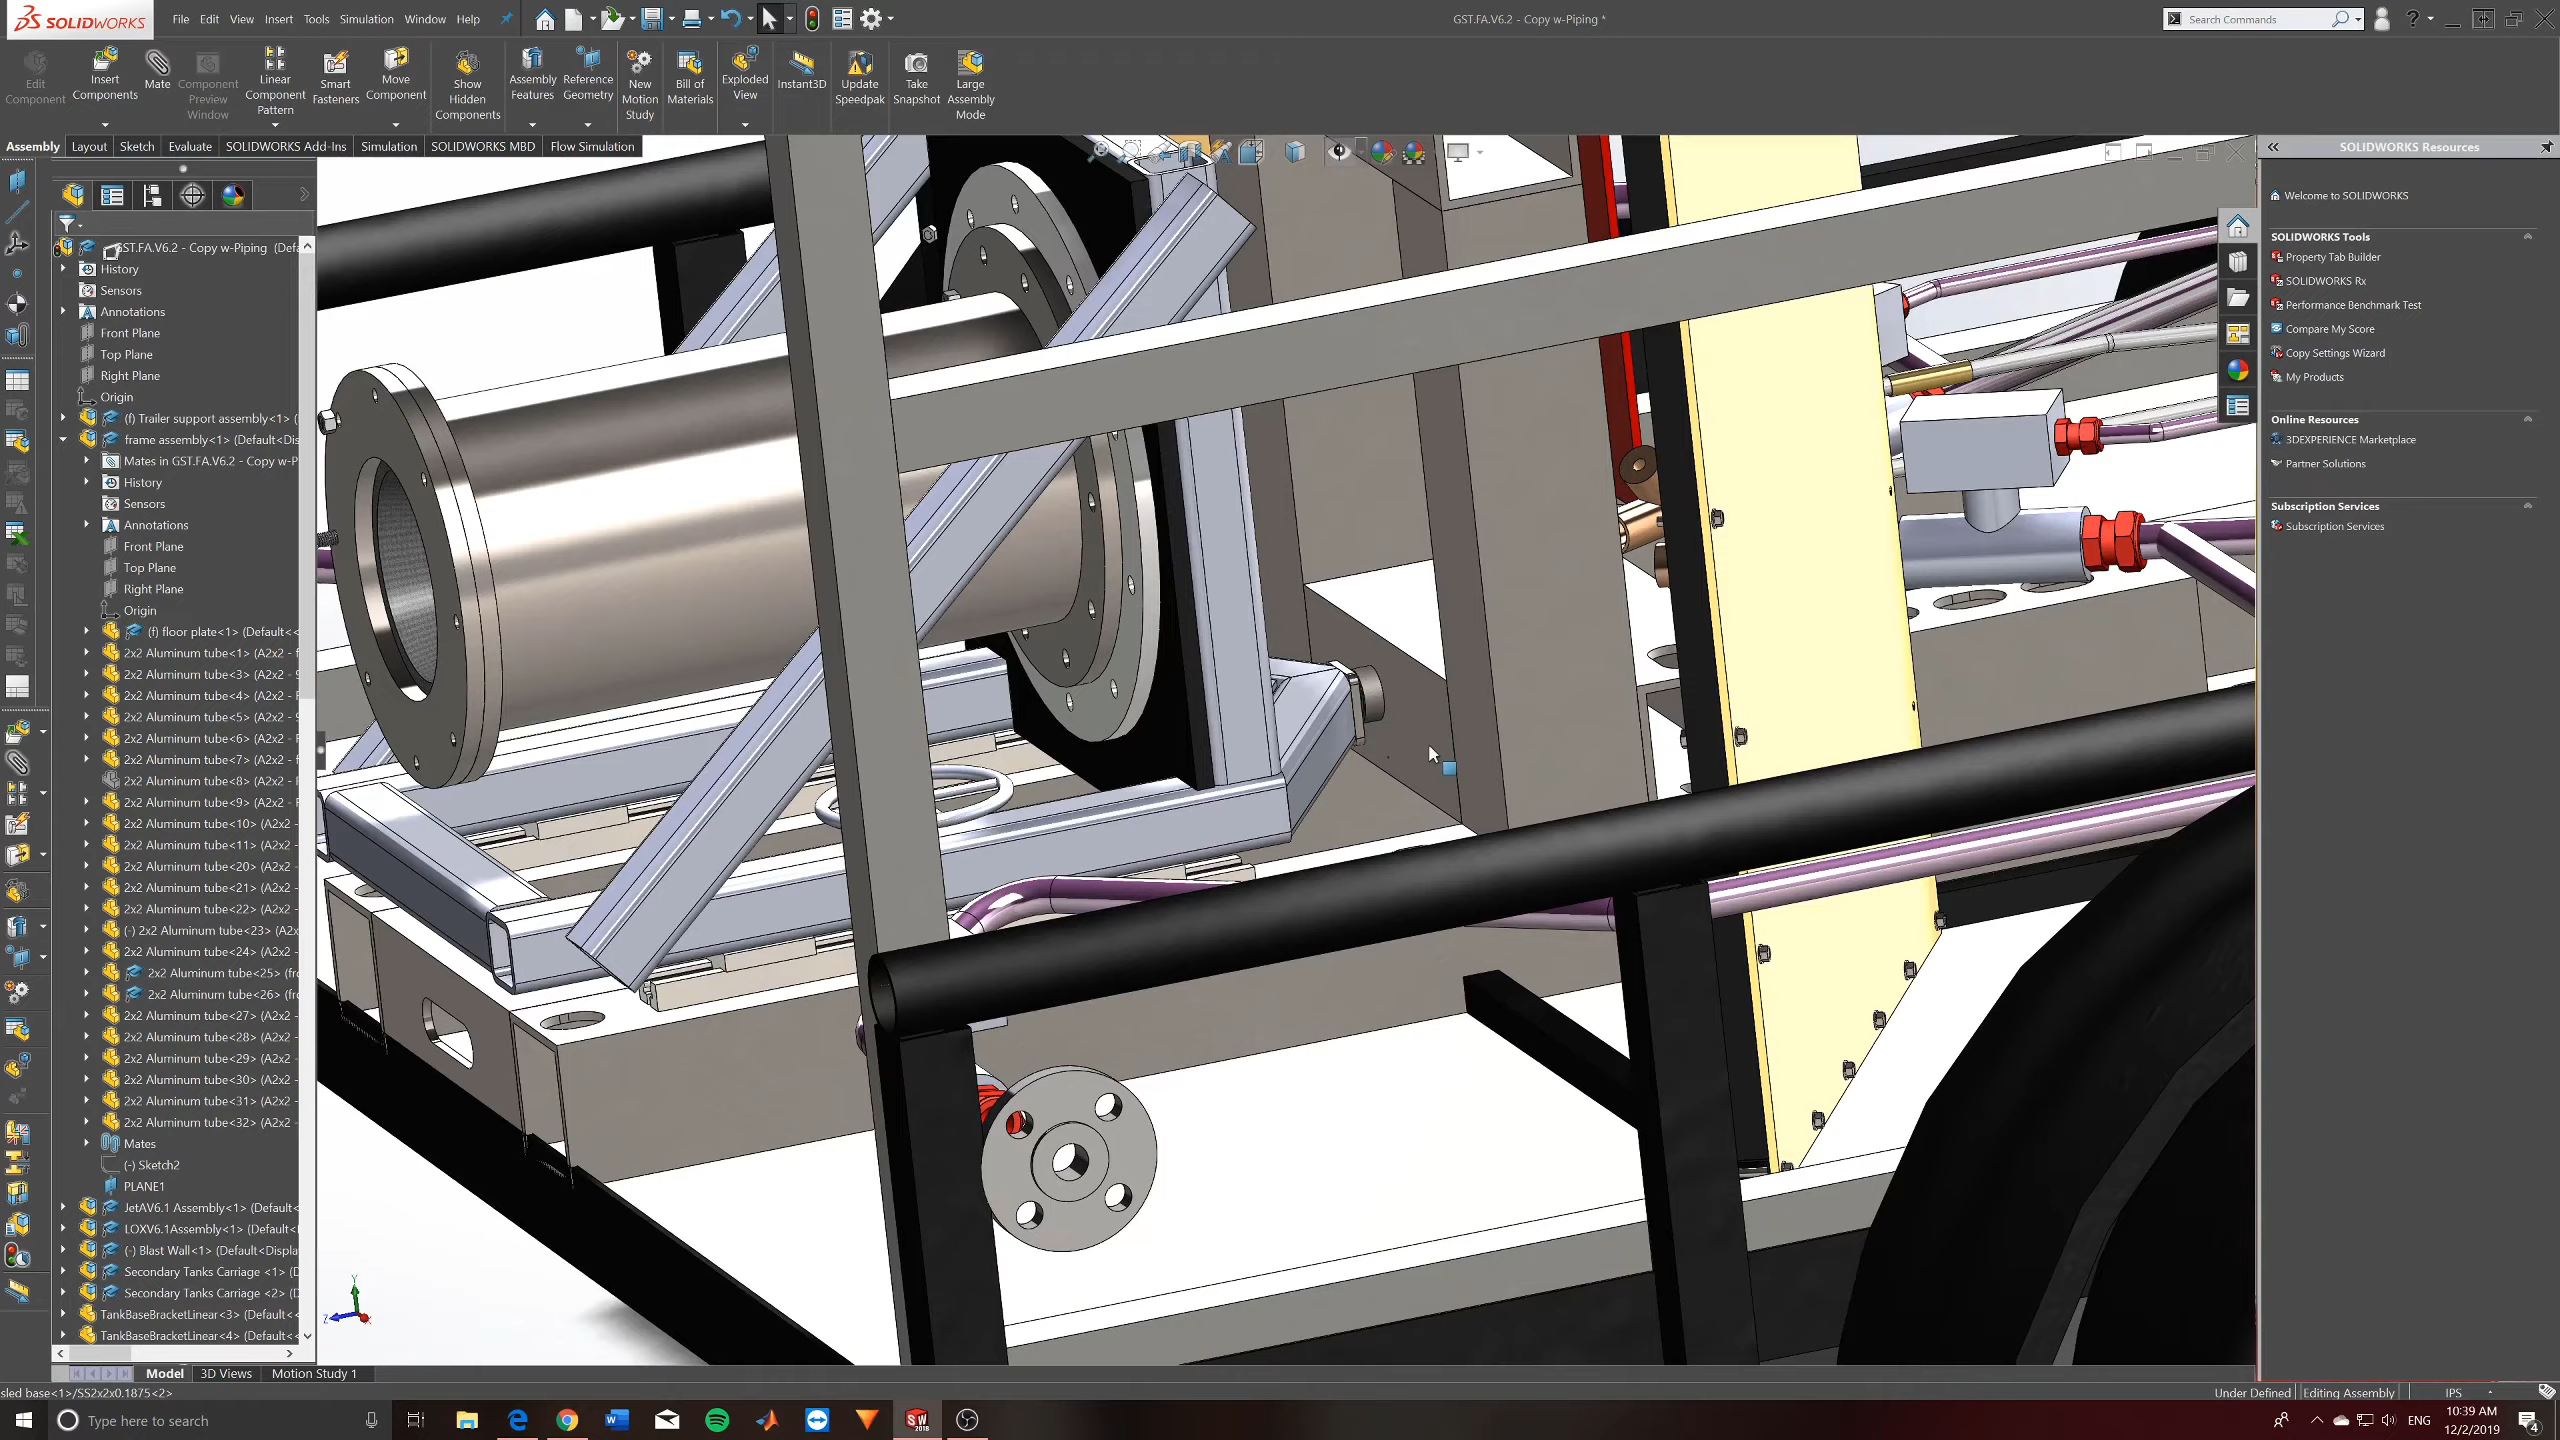 SOLIDWORKS File Edit View Insert Tools Simulation Window Help GST.FA.V6.2 - Copy w-Piping * Search Commands
Edit Component
Insert Components
Mate
Component Preview Window
Linear Component Pattern
Smart Fasteners
Move Component
Show Hidden Components
Assembly Features
Reference Geometry
New Motion Study
Bill of Materials
Exploded View
Instant3D
Update Speedpak
Take Snapshot
Large Assembly Mode
Assembly Layout Sketch Evaluate SOLIDWORKS Add-Ins Simulation SOLIDWORKS MBD Flow Simulation
GST.FA.V6.2 - Copy w-Piping (Defa
History
Sensors
Annotations
Front Plane
Top Plane
Right Plane
Origin
(f) Trailer support assembly<1> (
frame assembly<1> (Default<Dis
Mates in GST.FA.V6.2 - Copy w-P
History
Sensors
Annotations
Front Plane
Top Plane
Right Plane
Origin
(f) floor plate<1> (Default<<
2x2 Aluminum tube<1> (A2x2 - f
2x2 Aluminum tube<3> (A2x2 - 9
2x2 Aluminum tube<4> (A2x2 - F
2x2 Aluminum tube<5> (A2x2 - 9
2x2 Aluminum tube<6> (A2x2 - F
2x2 Aluminum tube<7> (A2x2 - f
2x2 Aluminum tube<8> (A2x2 - F
2x2 Aluminum tube<9> (A2x2 - F
2x2 Aluminum tube<10> (A2x2 -
2x2 Aluminum tube<11> (A2x2 -
2x2 Aluminum tube<20> (A2x2 -
2x2 Aluminum tube<21> (A2x2 -
2x2 Aluminum tube<22> (A2x2 -
(-) 2x2 Aluminum tube<23> (A2x
2x2 Aluminum tube<24> (A2x2 -
2x2 Aluminum tube<25> (fr
2x2 Aluminum tube<26> (fr
2x2 Aluminum tube<27> (A2x2 -
2x2 Aluminum tube<28> (A2x2 -
2x2 Aluminum tube<29> (A2x2 -
2x2 Aluminum tube<30> (A2x2 -
2x2 Aluminum tube<31> (A2x2 -
2x2 Aluminum tube<32> (A2x2 -
Mates
(-) Sketch2
PLANE1
JetAV6.1 Assembly<1> (Default<
LOXV6.1Assembly<1> (Default<
(-) Blast Wall<1> (Default<Displa
Secondary Tanks Carriage <1> (D
Secondary Tanks Carriage <2> (D
TankBaseBracketLinear<3> (Default<<
TankBaseBracketLinear<4> (Default<<
Y
Z
X
SOLIDWORKS Resources
Welcome to SOLIDWORKS
SOLIDWORKS Tools
Property Tab Builder
SOLIDWORKS Rx
Performance Benchmark Test
Compare My Score
Copy Settings Wizard
My Products
Online Resources
3DEXPERIENCE Marketplace
Partner Solutions
Subscription Services
Subscription Services
Model 3D Views Motion Study 1
sled base<1>/SS2x2x0.1875<2> Under Defined Editing Assembly IPS
Type here to search
SW 2018
ENG
10:39 AM
12/2/2019
4